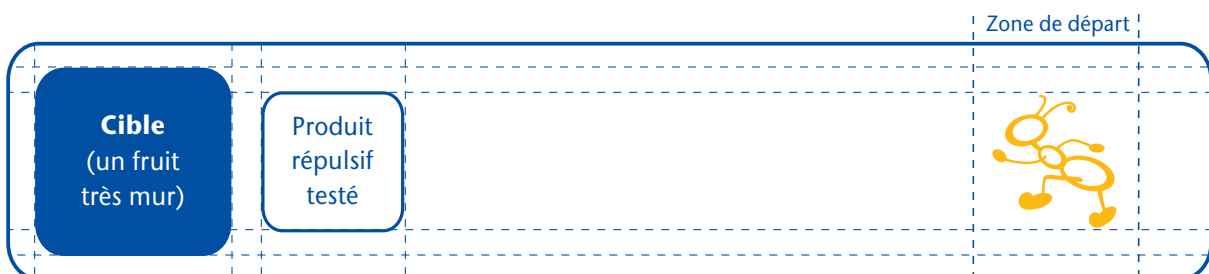 Zone de départ
Cible
(un fruit
très mur)
Produit
répulsif
testé